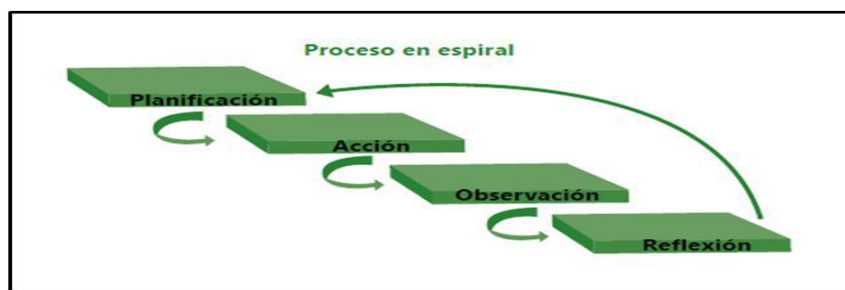 Proceso en espiral
Planificación
Acción
Observación
Reflexión